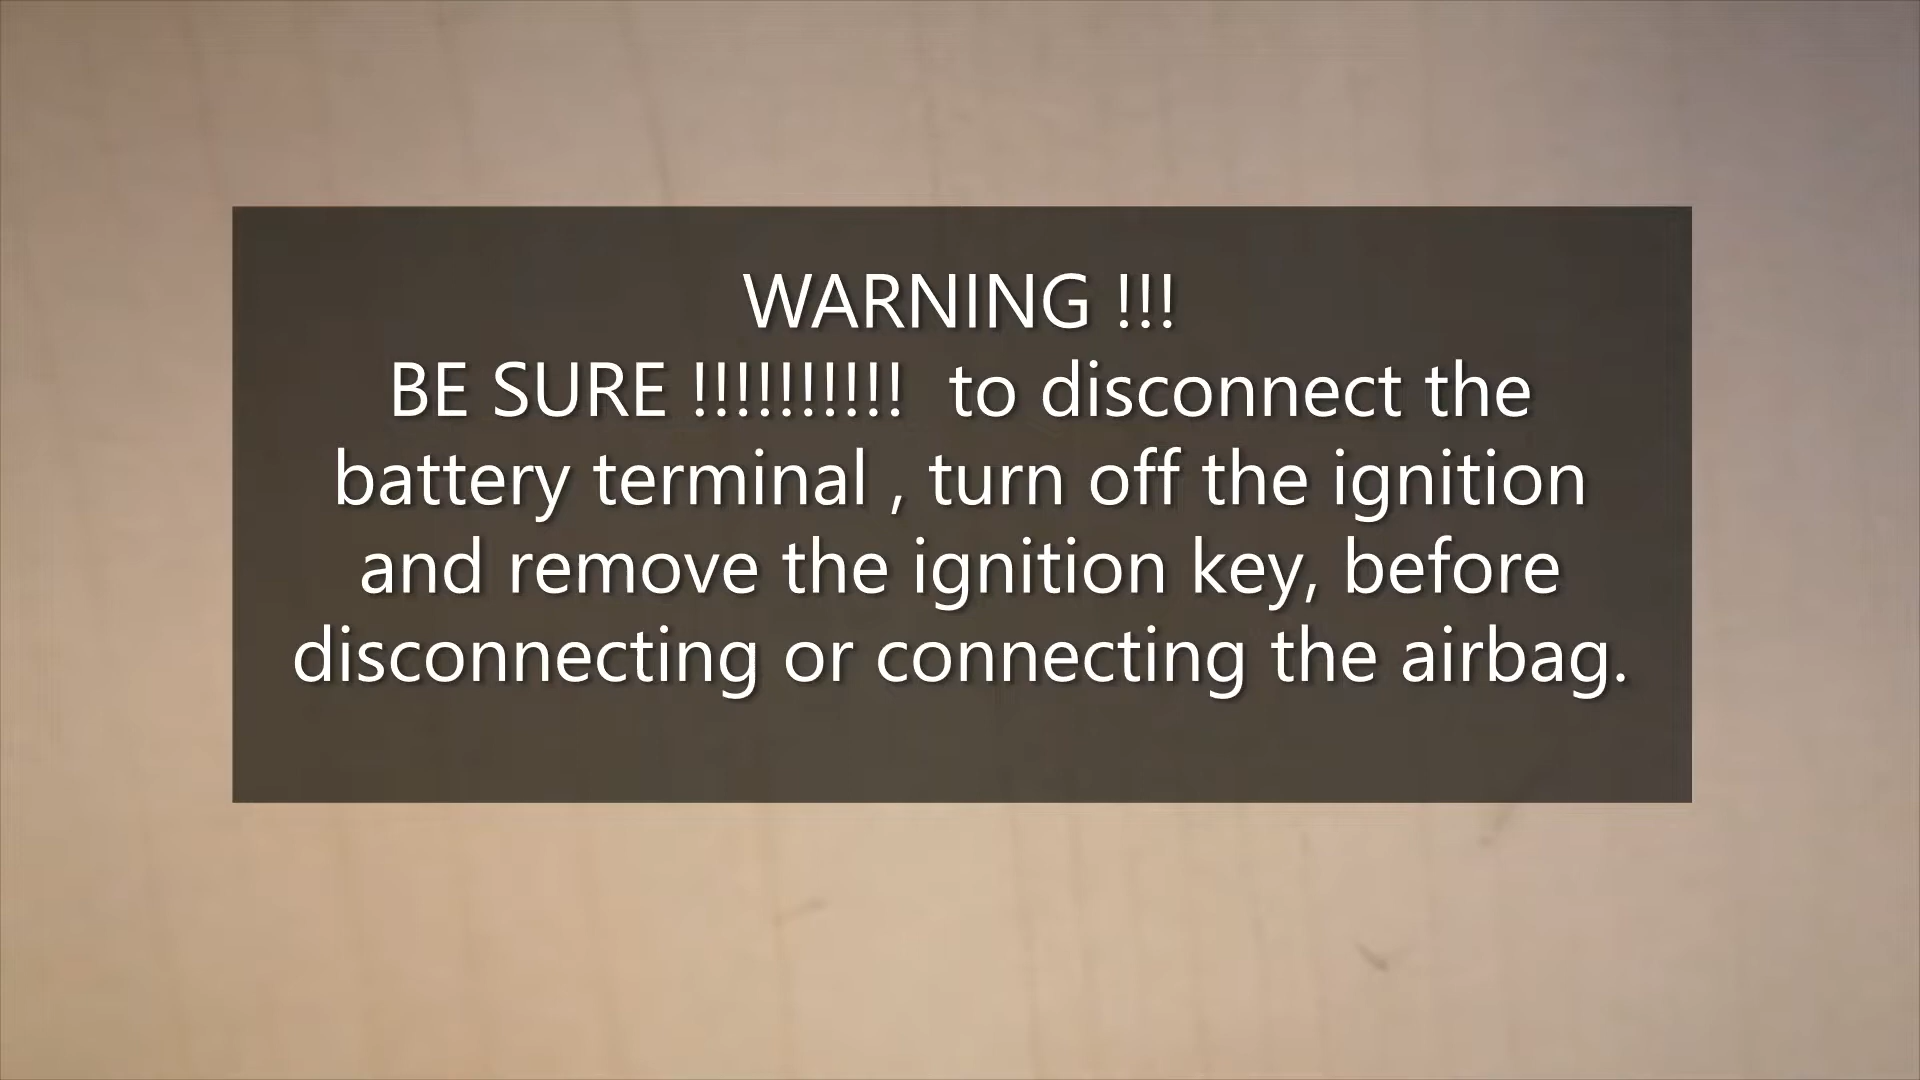 WARNING !!!
BE SURE !!!!!!!!!!  to disconnect the
battery terminal , turn off the ignition
and remove the ignition key, before
disconnecting or connecting the airbag.